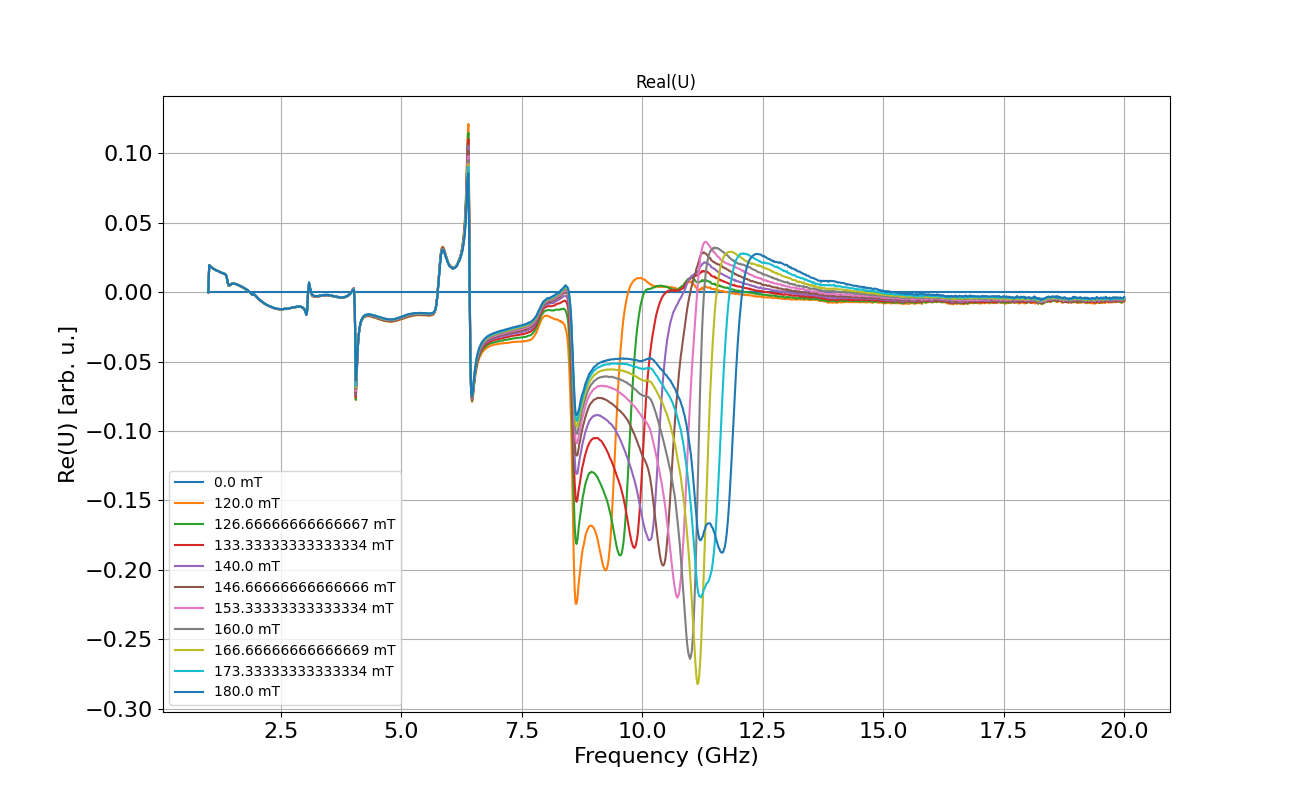 Real(U)
0.10
0.05
0.00
−0.05
−0.10
−0.15
−0.20
−0.25
−0.30
Re(U) [arb. u.]
0.0 mT
120.0 mT
126.66666666666667 mT
133.33333333333334 mT
140.0 mT
146.66666666666666 mT
153.33333333333334 mT
160.0 mT
166.66666666666669 mT
173.33333333333334 mT
180.0 mT
2.5 5.0 7.5 10.0 12.5 15.0 17.5 20.0
Frequency (GHz)